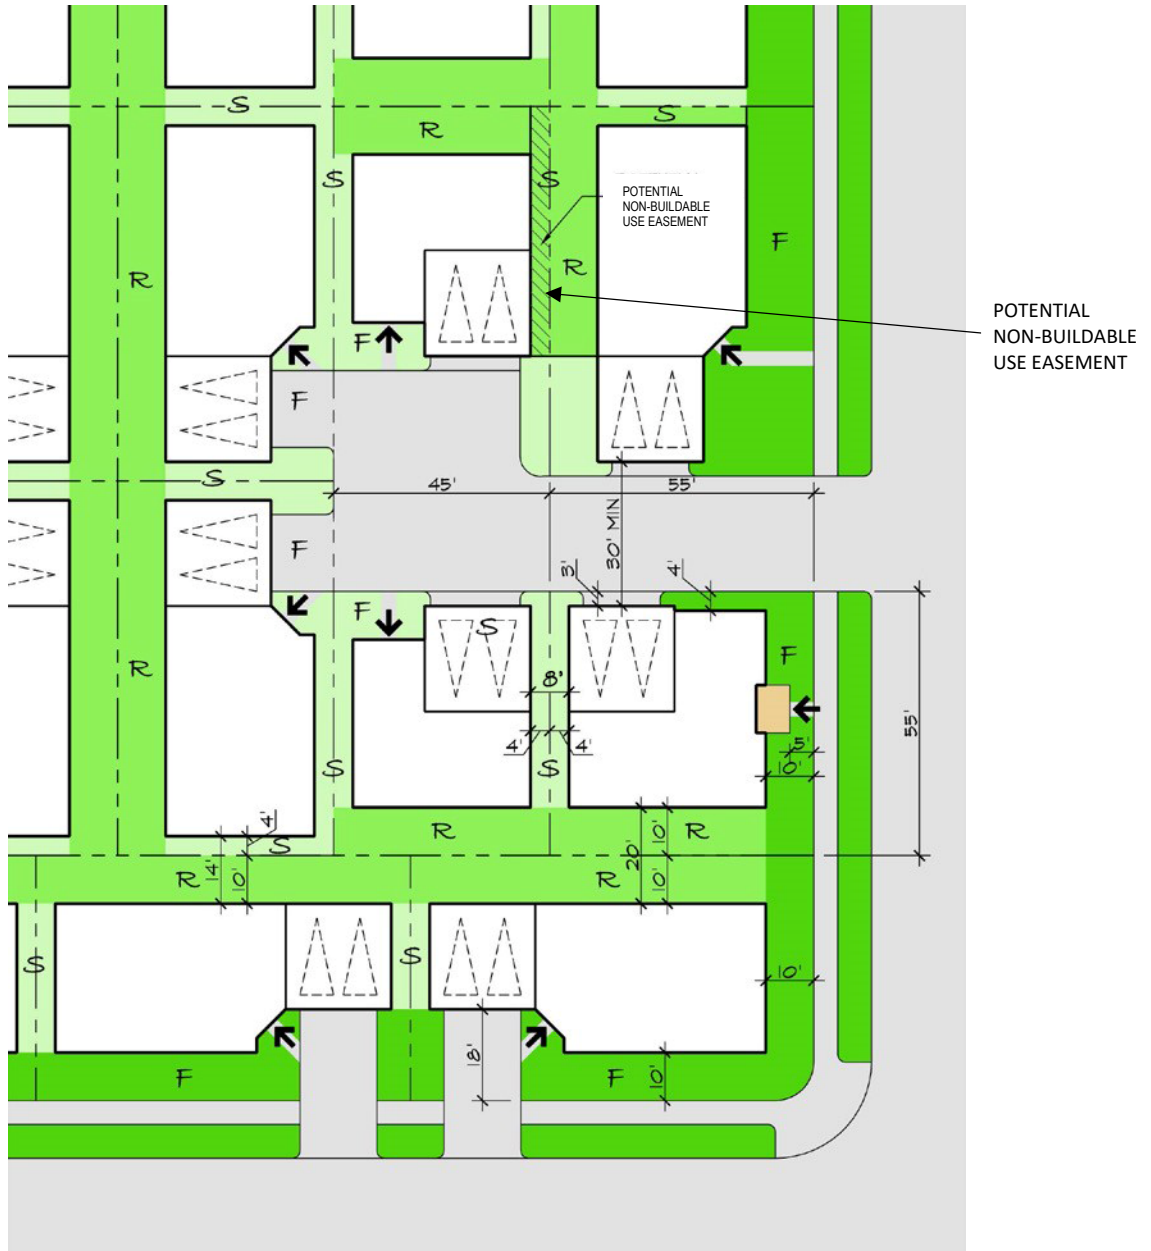 S
S
R
S
S
POTENTIAL
NON-BUILDABLE
USE EASEMENT
F
R
R
POTENTIAL
NON-BUILDABLE
USE EASEMENT
F
F
S
45'
55'
30' MIN
F
3'
4'
F
S
F
R
8'
55'
4'
4'
5'
S
S
10'
4'
S
R
R
10'
20'
14'
10'
R
R
10'
S
S
10'
18'
F
F
10'